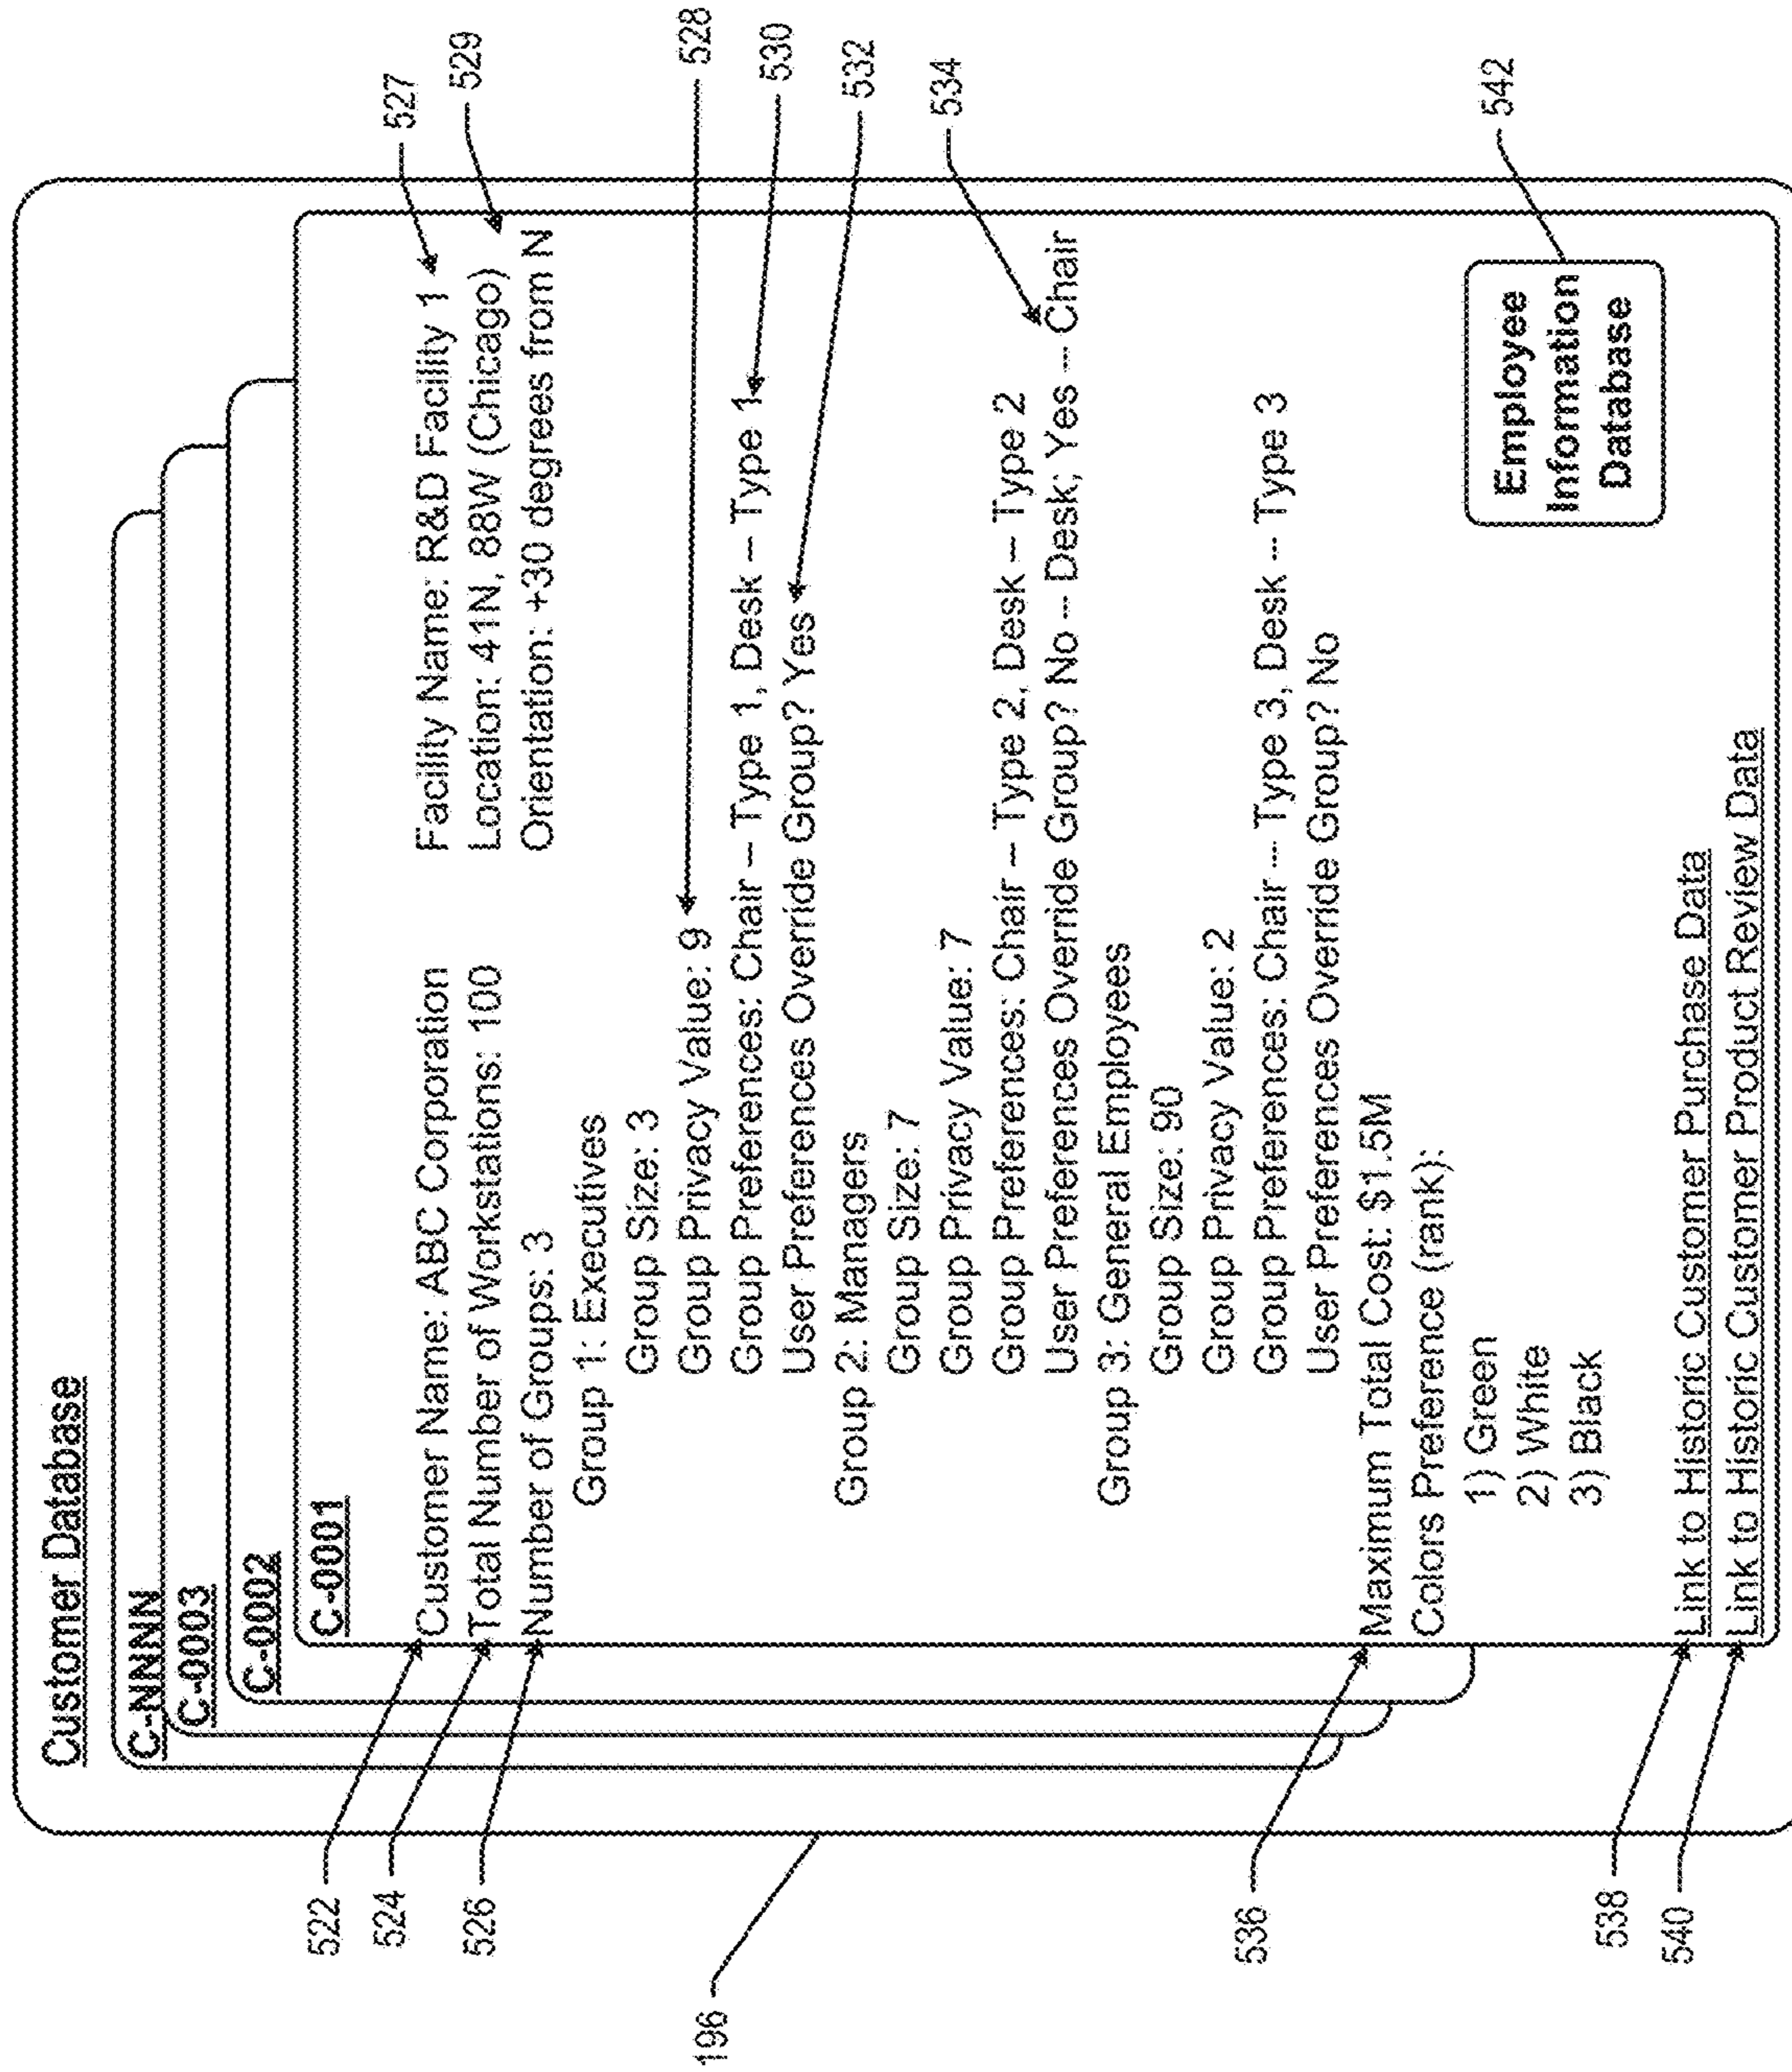 Customer Database
C-NNNN
C-0003
C-0002
C-0001
Customer Name: ABC Corporation
Facility Name: R&D Facility 1
Total Number of Workstations: 100
Location: 41N, 88W (Chicago)
Number of Groups: 3
Orientation: +30 degrees from N
Group 1: Executives
Group Size: 3
Group Privacy Value: 9
Group Preferences: Chair -- Type 1, Desk -- Type 1
User Preferences Override Group? Yes
Group 2: Managers
Group Size: 7
Group Privacy Value: 7
Group Preferences: Chair -- Type 2, Desk -- Type 2
User Preferences Override Group? No -- Desk; Yes -- Chair
Group 3: General Employees
Group Size: 90
Group Privacy Value: 2
Group Preferences: Chair -- Type 3, Desk -- Type 3
User Preferences Override Group? No
Maximum Total Cost: $1.5M
Colors Preference (rank):
1) Green
2) White
3) Black
Employee
Information
Database
Link to Historic Customer Purchase Data
Link to Historic Customer Product Review Data
522
524
526
196
536
538
540
527
529
528
530
532
534
542